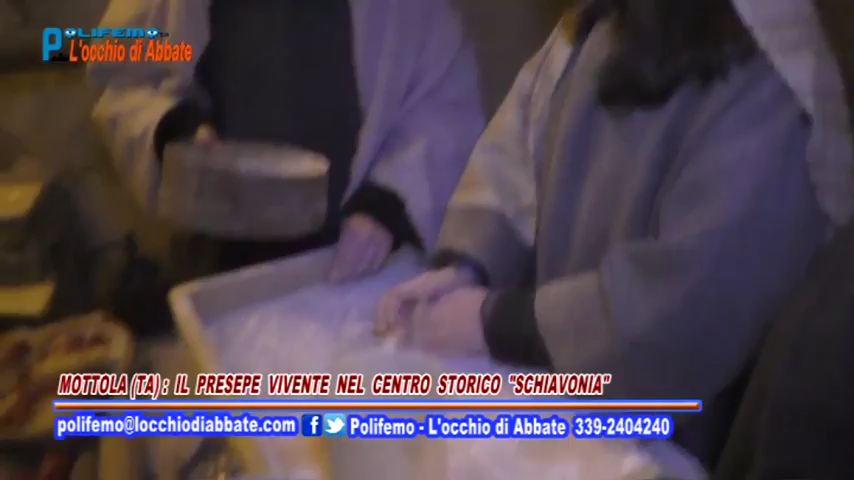 POLIFEMO
L'occhio di Abbate
MOTTOLA (TA) : IL PRESEPE VIVENTE NEL CENTRO STORICO "SCHIAVONIA"
polifemo@locchiodiabbate.com Polifemo - L'occhio di Abbate 339-2404240